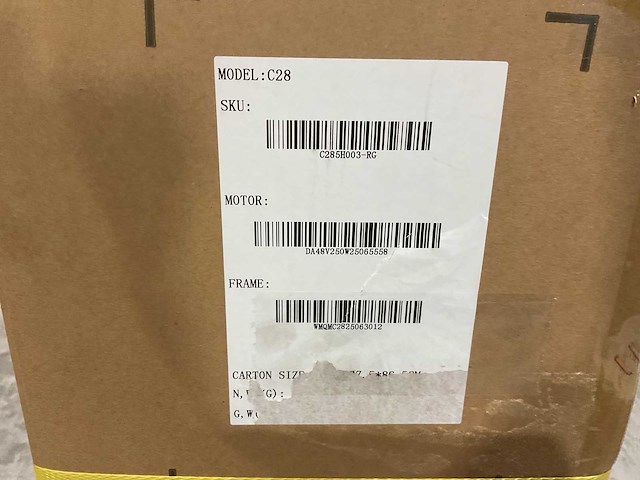 MODEL:C28
SKU:
C285H003-RG
MOTOR:
DA48V250W25065558
FRAME:
WMQMC2825063012
CARTON SIZE
N,
G):
G,W(